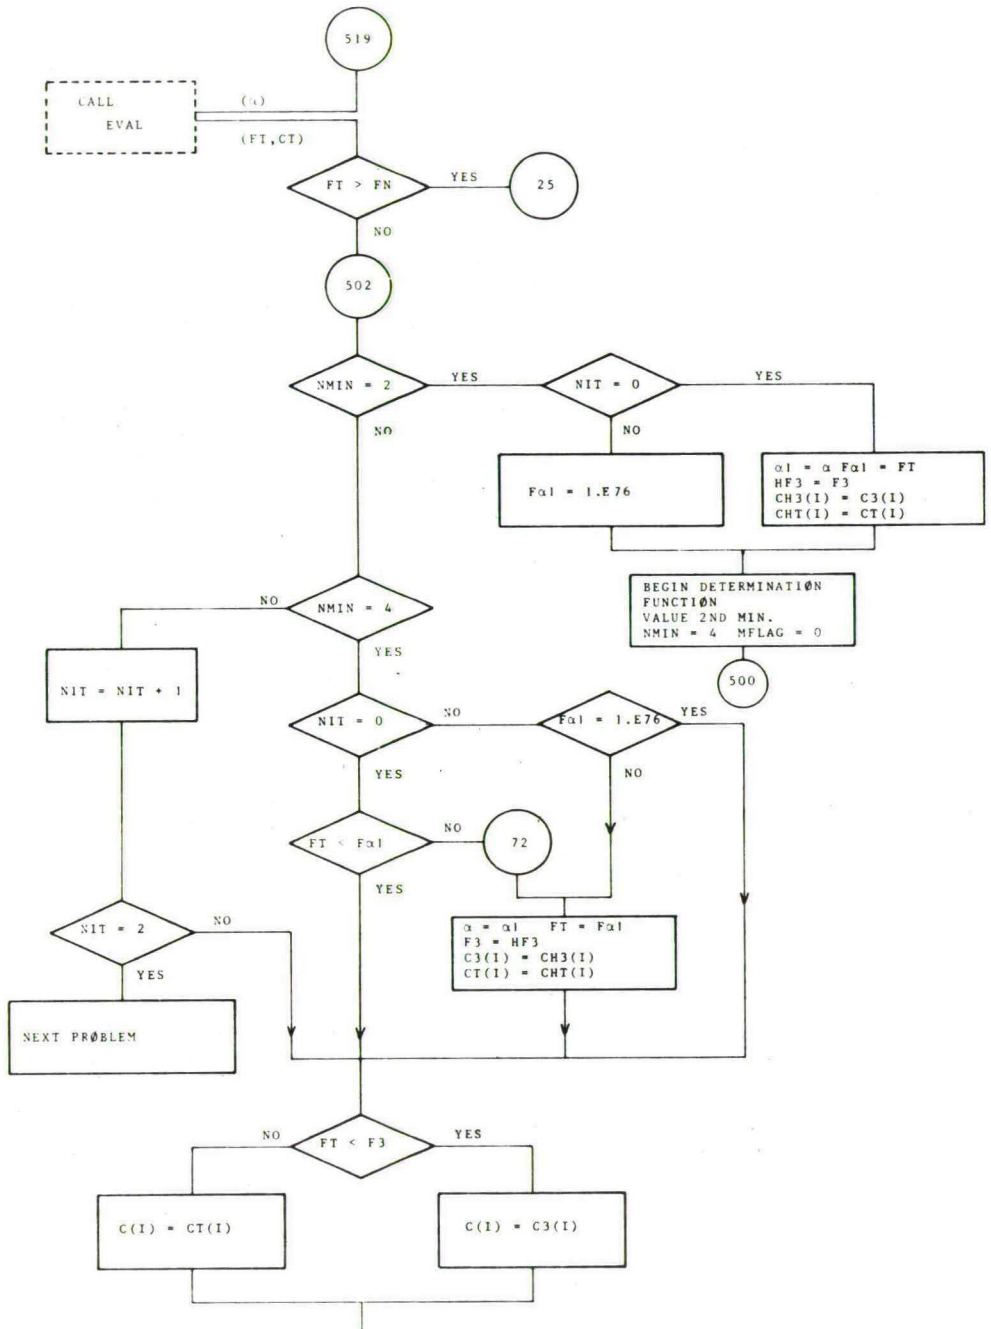 519
CALL
EVAL
(α)
(FT,CT)
FT > FN
YES
25
NO
502
NMIN = 2
YES
NIT = 0
YES
NO
NO
Fα1 = 1.E76
α1 = α Fα1 = FT
HF3 = F3
CH3(I) = C3(I)
CHT(I) = CT(I)
BEGIN DETERMINATIØN
FUNCTIØN
VALUE 2ND MIN.
NMIN = 4 MFLAG = 0
500
NO
NMIN = 4
YES
NIT = NIT + 1
NIT = 0
NO
Fα1 = 1.E76
YES
YES
NO
FT < Fα1
NO
72
YES
α = α1 FT = Fα1
F3 = HF3
C3(I) = CH3(I)
CT(I) = CHT(I)
NIT = 2
NO
YES
NEXT PRØBLEM
NO
FT < F3
YES
C(I) = CT(I)
C(I) = C3(I)